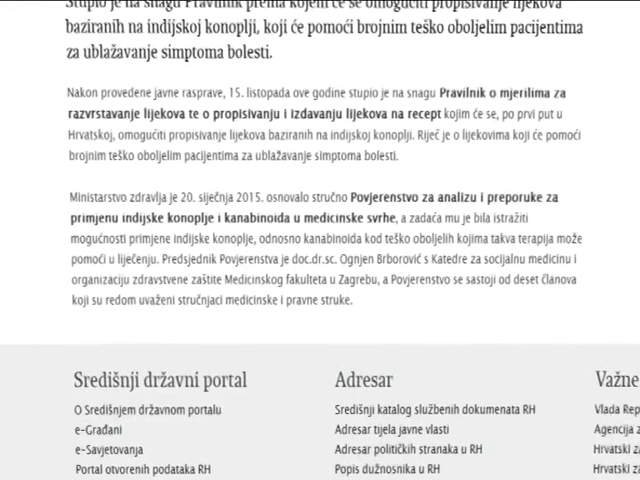 Stupio je na snagu Pravilnik prema kojem će se omogućiti propisivanje lijekova
baziranih na indijskoj konoplji, koji će pomoći brojnim teško oboljelim pacijentima
za ublažavanje simptoma bolesti.
Nakon provedene javne rasprave, 15. listopada ove godine stupio je na snagu Pravilnik o mjerilima za
razvrstavanje lijekova te o propisivanju i izdavanju lijekova na recept kojim će se, po prvi put u
Hrvatskoj, omogućiti propisivanje lijekova baziranih na indijskoj konoplji. Riječ je o lijekovima koji će pomoći
brojnim teško oboljelim pacijentima za ublažavanje simptoma bolesti.
Ministarstvo zdravlja je 20. siječnja 2015. osnovalo stručno Povjerenstvo za analizu i preporuke za
primjenu indijske konoplje i kanabinoida u medicinske svrhe, a zadaća mu je bila istražiti
mogućnosti primjene indijske konoplje, odnosno kanabinoida kod teško oboljelih kojima takva terapija može
pomoći u liječenju. Predsjednik Povjerenstva je doc.dr.sc. Ognjen Brborović s Katedre za socijalnu medicinu i
organizaciju zdravstvene zaštite Medicinskog fakulteta u Zagrebu, a Povjerenstvo se sastoji od deset članova
koji su redom uvaženi stručnjaci medicinske i pravne struke.
Središnji državni portal Adresar Važne
O Središnjem državnom portalu Središnji katalog službenih dokumenata RH Vlada Rep
e-Građani Adresar tijela javne vlasti Agencija z
e-Savjetovanja Adresar političkih stranaka u RH Hrvatski za
Portal otvorenih podataka RH Popis dužnosnika u RH Hrvatski za